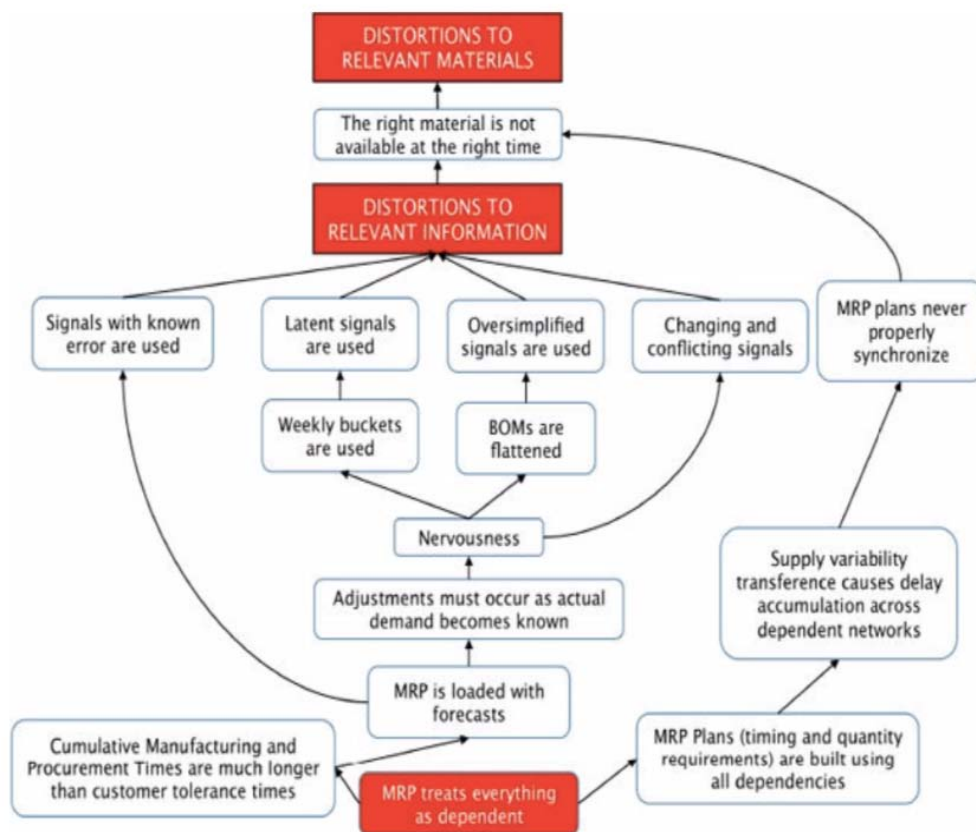 DISTORTIONS TO
RELEVANT MATERIALS
The right material is not
available at the right time
DISTORTIONS TO
RELEVANT INFORMATION
Signals with known
error are used
Latent signals
are used
Oversimplified
signals are used
Changing and
conflicting signals
MRP plans never
properly
synchronize
Weekly buckets
are used
BOMs are
flattened
Nervousness
Supply variability
transference causes delay
accumulation across
dependent networks
Adjustments must occur as actual
demand becomes known
MRP is loaded with
forecasts
Cumulative Manufacturing and
Procurement Times are much longer
than customer tolerance times
MRP treats everything
as dependent
MRP Plans (timing and quantity
requirements) are built using
all dependencies